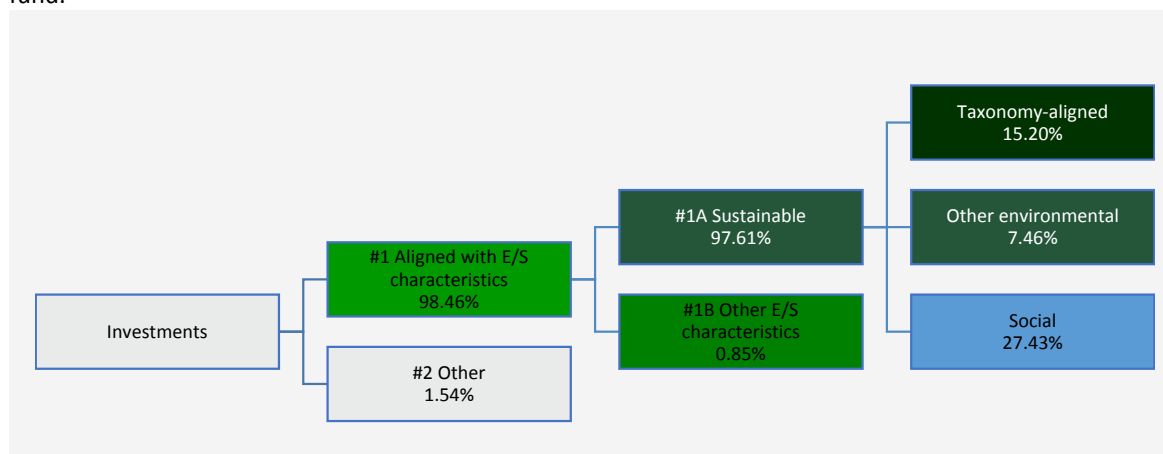 fund.
Taxonomy-aligned
15.20%
#1A Sustainable
97.61%
Other environmental
7.46%
#1 Aligned with E/S
characteristics
98.46%
Investments
#1B Other E/S
characteristics
0.85%
Social
27.43%
#2 Other
1.54%